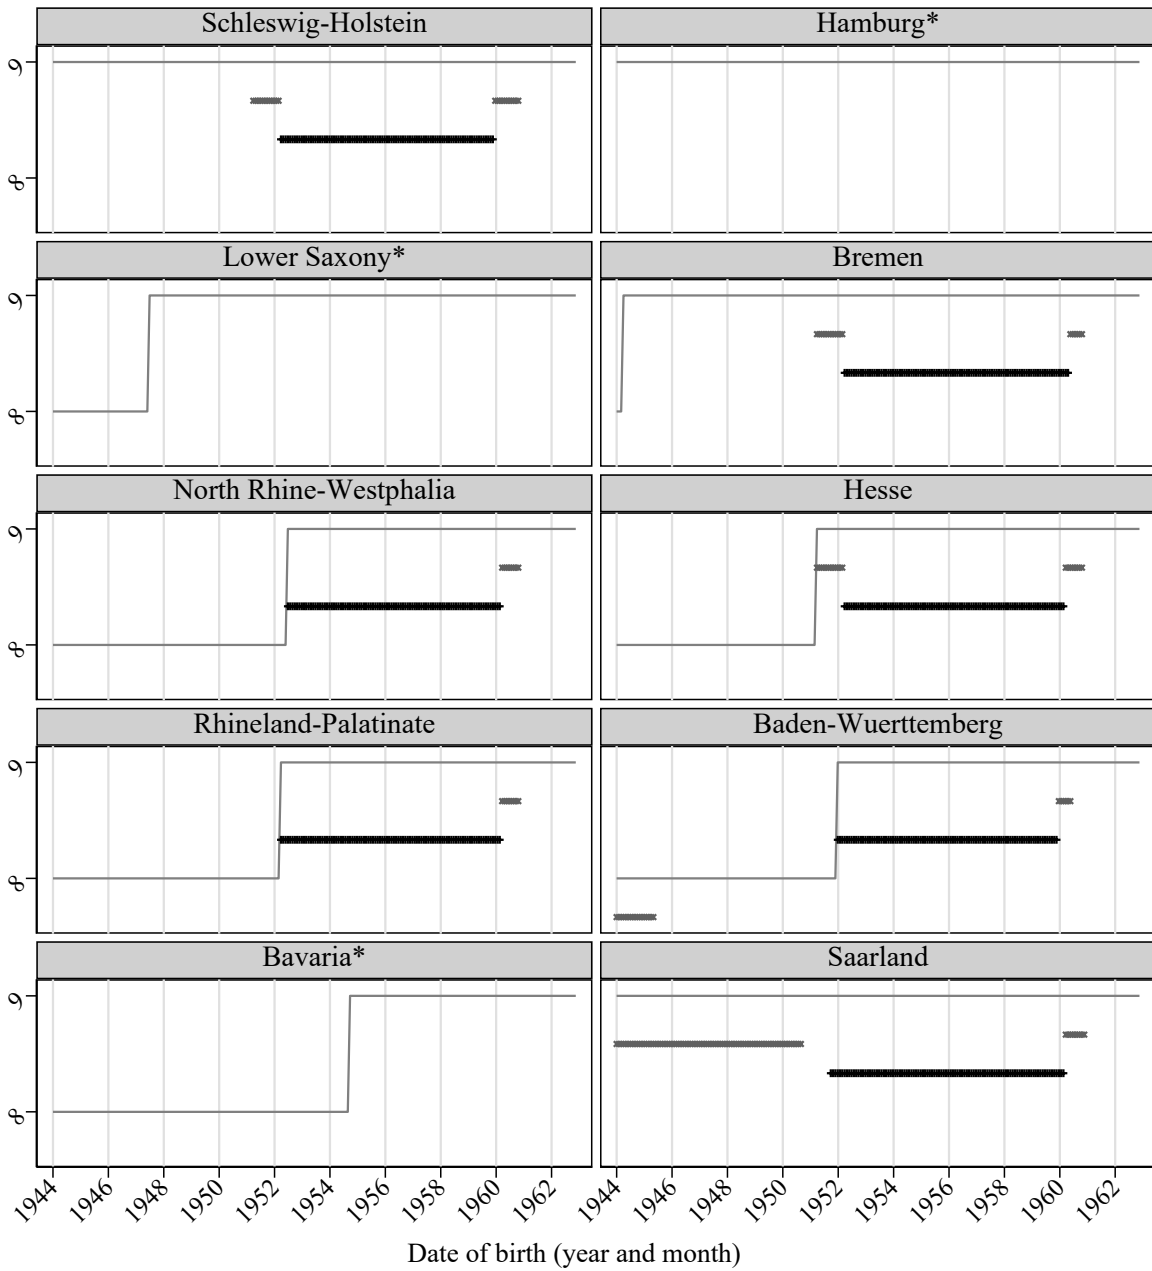 Schleswig-Holstein Hamburg*
9
8
Lower Saxony* Bremen
9
8
North Rhine-Westphalia Hesse
9
8
Rhineland-Palatinate Baden-Wuerttemberg
9
8
Bavaria* Saarland
9
8
1944 1946 1948 1950 1952 1954 1956 1958 1960 1962 1944 1946 1948 1950 1952 1954 1956 1958 1960 1962
Date of birth (year and month)